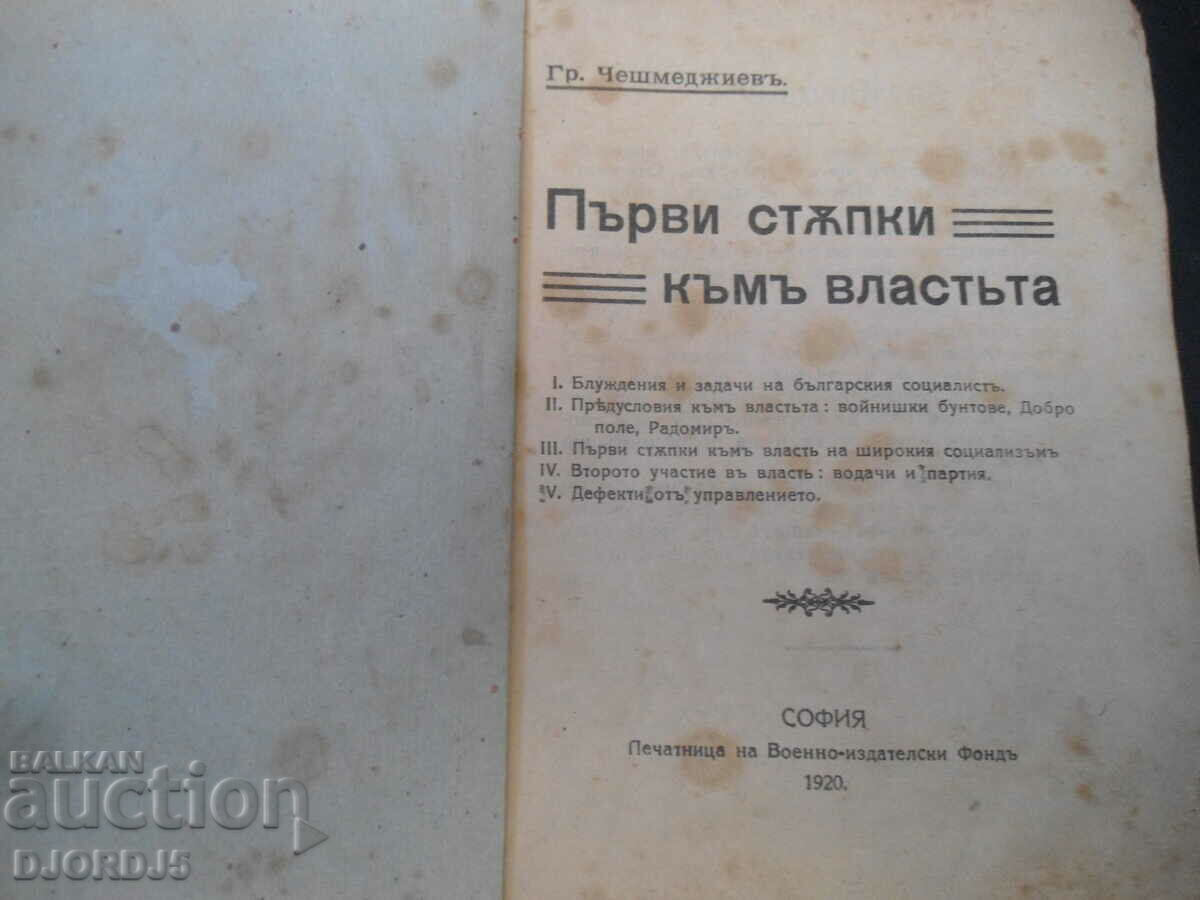 Гр. Чешмеджиевъ.
Първи стѫпки
къмъ властьта
I. Блуждения и задачи на българския социалистъ.
II. Прѣдусловия къмъ властьта: войнишки бунтове, Добро
поле, Радомиръ.
III. Първи стѫпки къмъ власть на широкия социализъмъ
IV. Второто участие въ власть: водачи и партия.
V. Дефекти отъ управлението.
СОФИЯ
Печатница на Военно-издателски Фондъ
1920.
BALKAN
auction
DJORDJ5